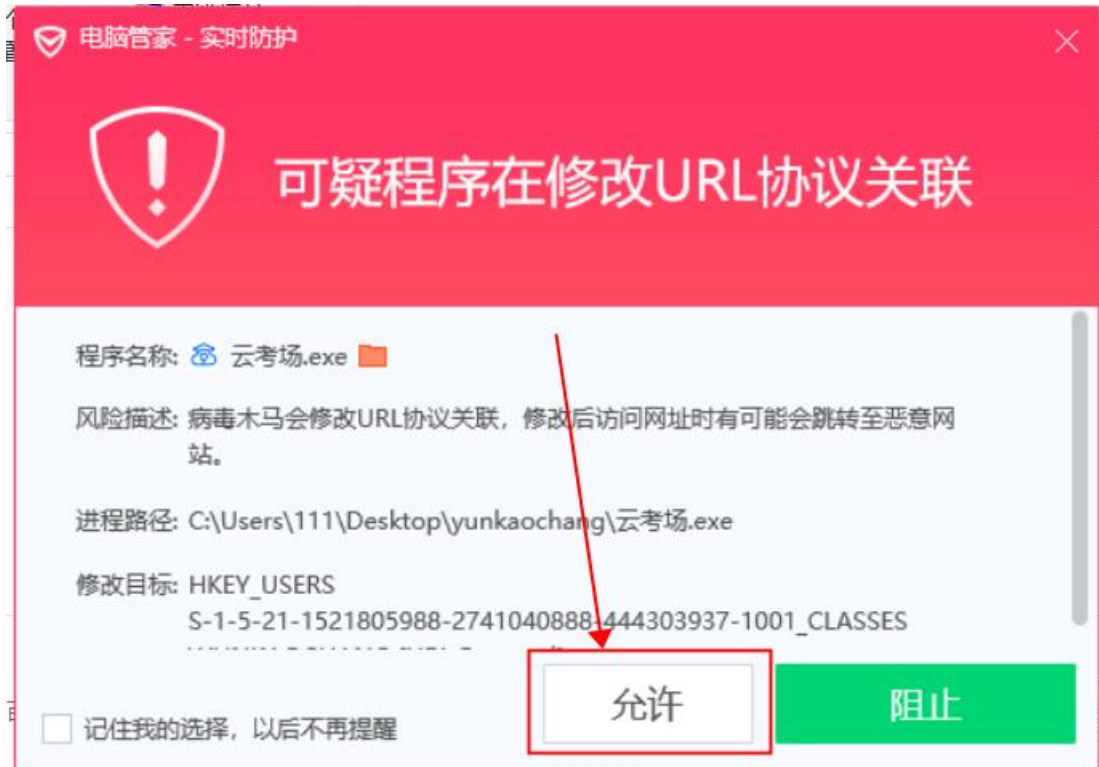 电脑管家 - 实时防护
可疑程序在修改URL协议关联
程序名称: 云考场.exe
风险描述: 病毒木马会修改URL协议关联，修改后访问网址时有可能会跳转至恶意网
站。
进程路径: C:\Users\111\Desktop\yunkaochang\云考场.exe
修改目标: HKEY_USERS
S-1-5-21-1521805988-2741040888-444303937-1001_CLASSES
记住我的选择，以后不再提醒
允许
阻止